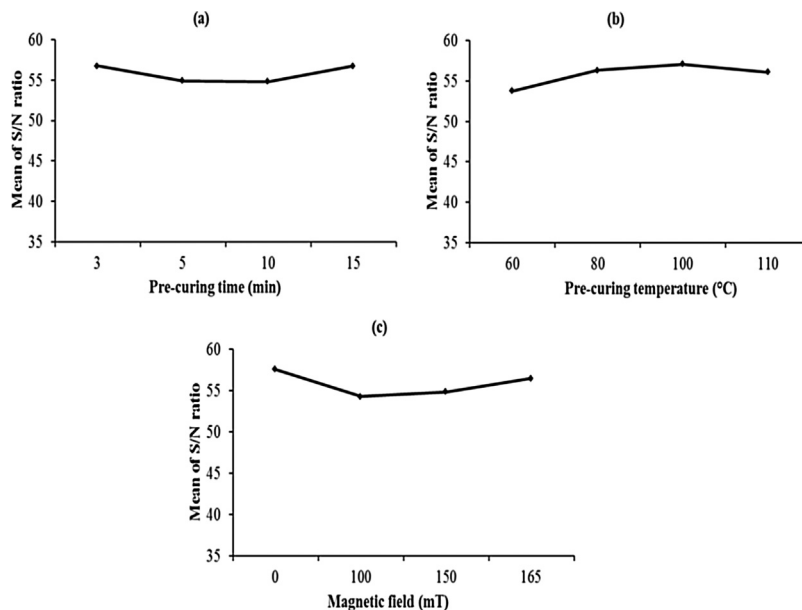 (a)
60
55
50
45
40
35
Mean of S/N ratio
3 5 10 15
Pre-curing time (min)
(b)
60
55
50
45
40
35
Mean of S/N ratio
60 80 100 110
Pre-curing temperature (°C)
(c)
60
55
50
45
40
35
Mean of S/N ratio
0 100 150 165
Magnetic field (mT)